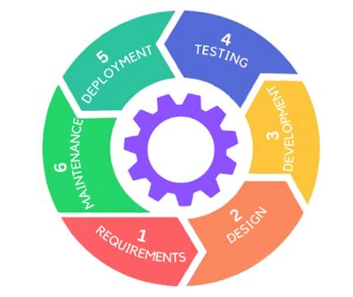 1
REQUIREMENTS
2
DESIGN
3
DEVELOPMENT
4
TESTING
5
DEPLOYMENT
6
MAINTENANCE